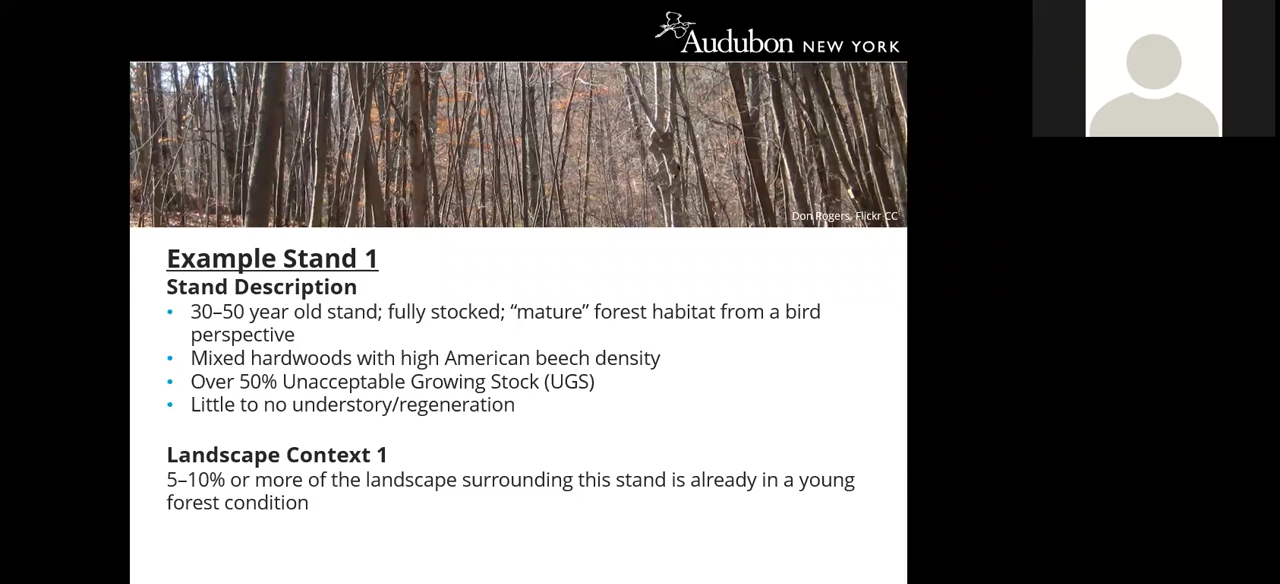 Audubon NEW YORK
Don Rogers, Flickr CC
Example Stand 1
Stand Description
• 30–50 year old stand; fully stocked; “mature” forest habitat from a bird
perspective
• Mixed hardwoods with high American beech density
• Over 50% Unacceptable Growing Stock (UGS)
• Little to no understory/regeneration
Landscape Context 1
5–10% or more of the landscape surrounding this stand is already in a young
forest condition